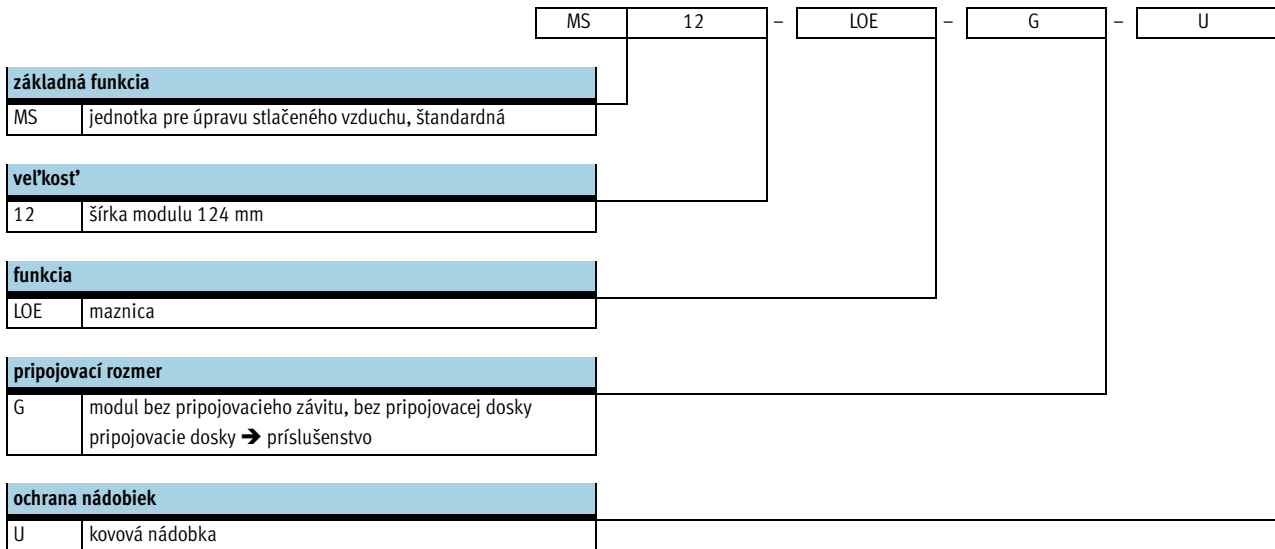 MS 12 – LOE – G – U
základná funkcia
MS jednotka pre úpravu stlačeného vzduchu, štandardná
veľkosť
12 šírka modulu 124 mm
funkcia
LOE maznica
pripojovací rozmer
G modul bez pripojovacieho závitu, bez pripojovacej dosky
pripojovacie dosky ➔ príslušenstvo
ochrana nádobiek
U kovová nádobka